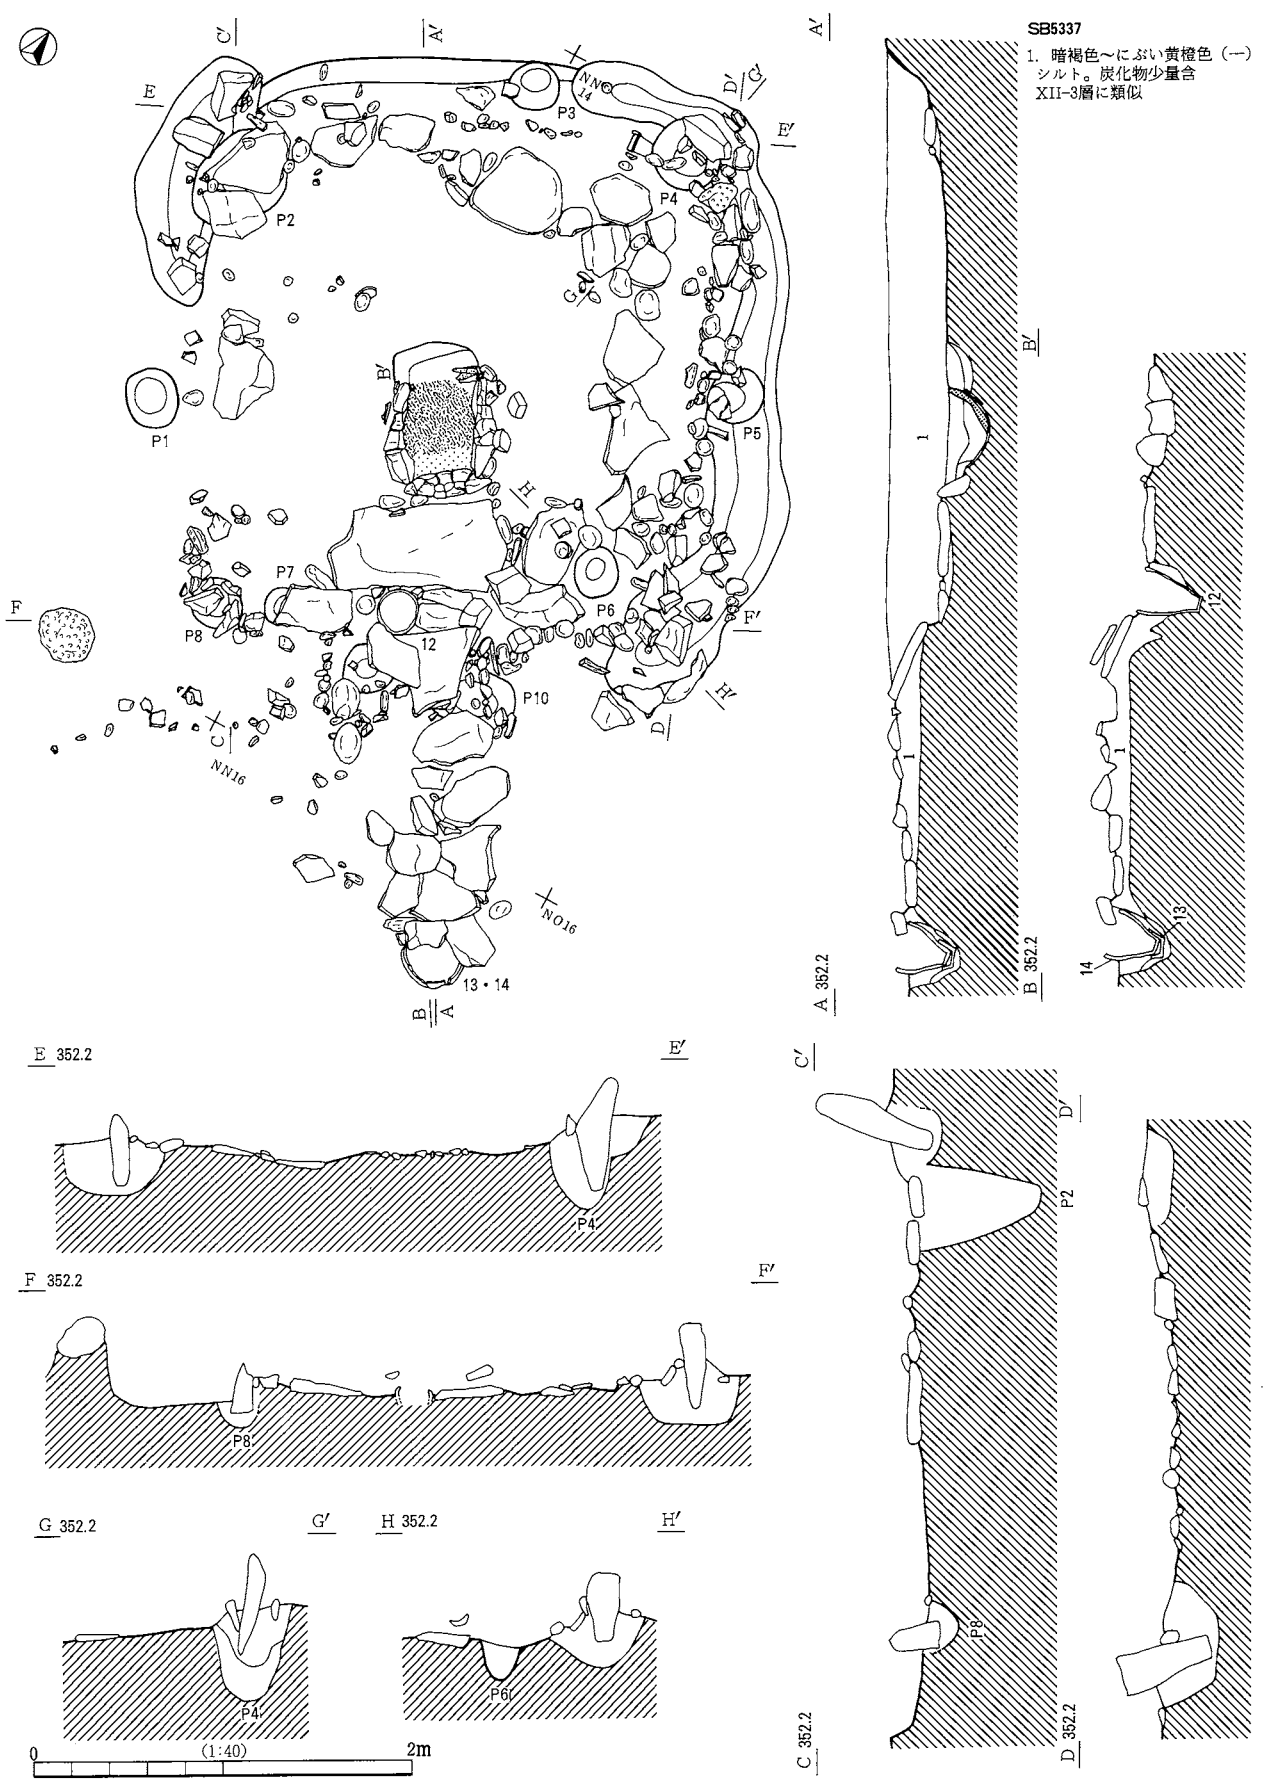 SB5337
1. 暗褐色～にぶい黄橙色（一）
シルト。炭化物少量含
XII-3層に類似
C′
A′
E
NN
14
P3
D′
G′
E′
P4
P2
G
B′
P1
P5
H
P7
P6
P8
12
F
F′
P10
H′
D
C
NN16
NO16
13・14
B
A
A′
1
1
A 352.2
B′
12
1
13
14
B 352.2
E 352.2
E′
P4
F 352.2
F′
P8
G 352.2
G′
P4
H 352.2
H′
P6
C′
P2
P8
C 352.2
D′
D 352.2
0
(1:40)
2m